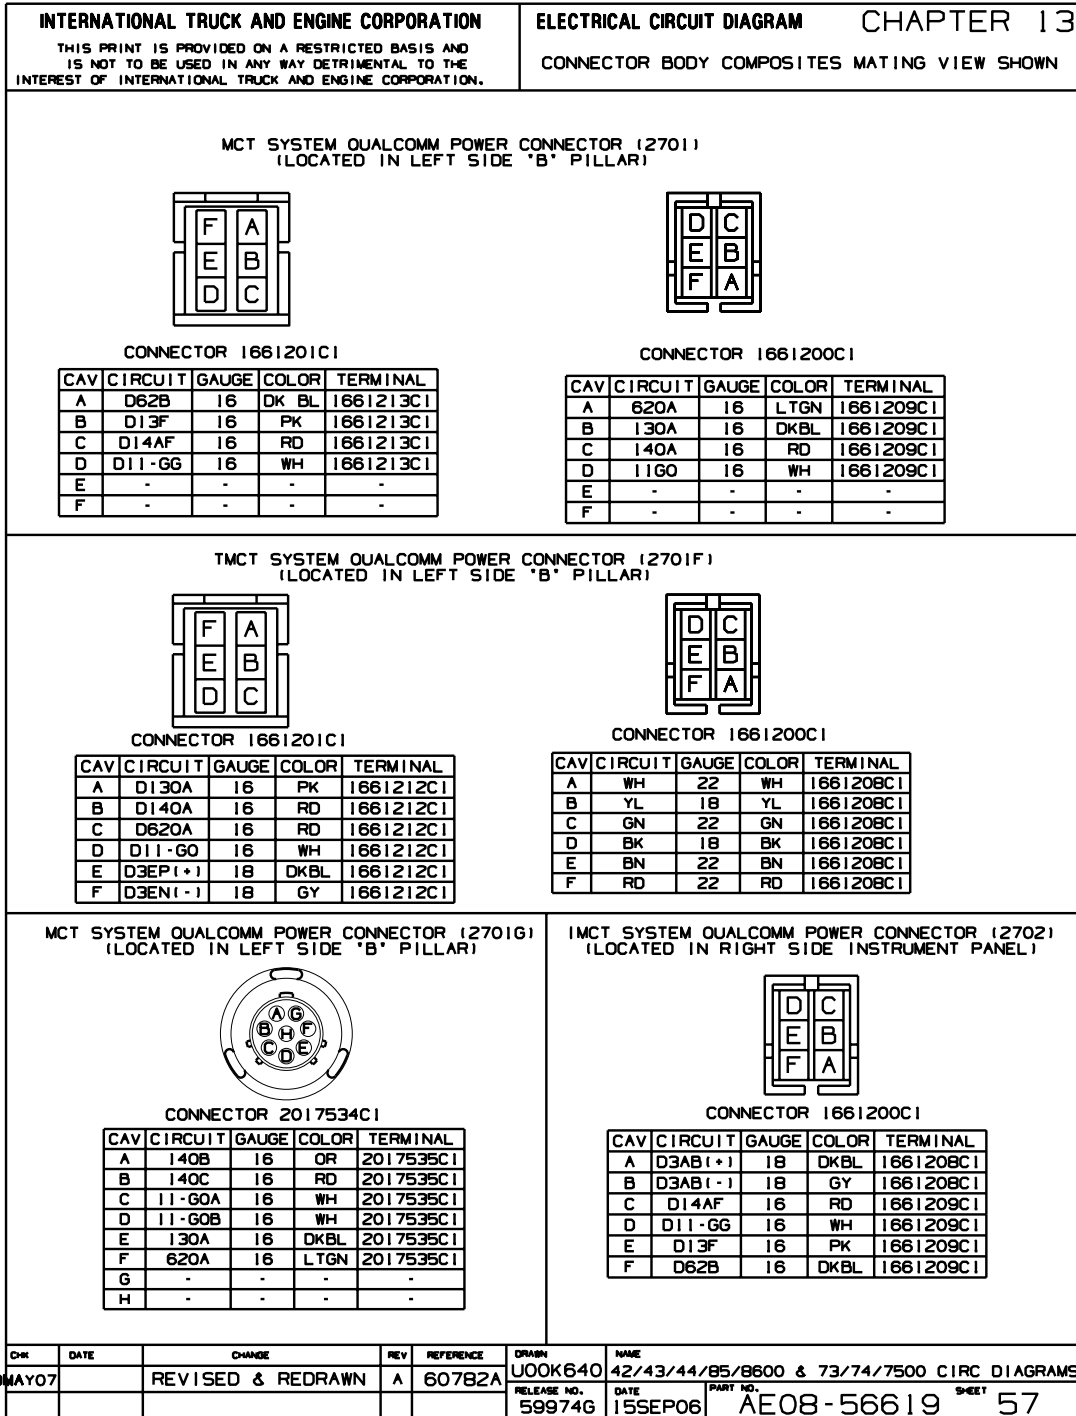 INTERNATIONAL TRUCK AND ENGINE CORPORATION
THIS PRINT IS PROVIDED ON A RESTRICTED BASIS AND
IS NOT TO BE USED IN ANY WAY DETRIMENTAL TO THE
INTEREST OF INTERNATIONAL TRUCK AND ENGINE CORPORATION.
ELECTRICAL CIRCUIT DIAGRAM CHAPTER 13
CONNECTOR BODY COMPOSITES MATING VIEW SHOWN
MCT SYSTEM QUALCOMM POWER CONNECTOR (2701)
(LOCATED IN LEFT SIDE "B" PILLAR)
F A
E B
D C
CONNECTOR 1661201C1
CAV CIRCUIT GAUGE COLOR TERMINAL
A D62B 16 DK BL 1661213C1
B D13F 16 PK 1661213C1
C D14AF 16 RD 1661213C1
D D11-GG 16 WH 1661213C1
E - - - -
F - - - -
D C
E B
F A
CONNECTOR 1661200C1
CAV CIRCUIT GAUGE COLOR TERMINAL
A 620A 16 LTGN 1661209C1
B 130A 16 DKBL 1661209C1
C 140A 16 RD 1661209C1
D 11GO 16 WH 1661209C1
E - - - -
F - - - -
TMCT SYSTEM QUALCOMM POWER CONNECTOR (2701F)
(LOCATED IN LEFT SIDE "B" PILLAR)
F A
E B
D C
CONNECTOR 1661201C1
CAV CIRCUIT GAUGE COLOR TERMINAL
A D130A 16 PK 1661212C1
B D140A 16 RD 1661212C1
C D620A 16 RD 1661212C1
D D11-GO 16 WH 1661212C1
E D3EP(+) 18 DKBL 1661212C1
F D3EN(-) 18 GY 1661212C1
D C
E B
F A
CONNECTOR 1661200C1
CAV CIRCUIT GAUGE COLOR TERMINAL
A WH 22 WH 1661208C1
B YL 18 YL 1661208C1
C GN 22 GN 1661208C1
D BK 18 BK 1661208C1
E BN 22 BN 1661208C1
F RD 22 RD 1661208C1
MCT SYSTEM QUALCOMM POWER CONNECTOR (2701G)
(LOCATED IN LEFT SIDE "B" PILLAR)
A G
B H F
C D E
CONNECTOR 2017534C1
CAV CIRCUIT GAUGE COLOR TERMINAL
A 140B 16 OR 2017535C1
B 140C 16 RD 2017535C1
C 11-GOA 16 WH 2017535C1
D 11-GOB 16 WH 2017535C1
E 130A 16 DKBL 2017535C1
F 620A 16 LTGN 2017535C1
G - - - -
H - - - -
IMCT SYSTEM QUALCOMM POWER CONNECTOR (2702)
(LOCATED IN RIGHT SIDE INSTRUMENT PANEL)
D C
E B
F A
CONNECTOR 1661200C1
CAV CIRCUIT GAUGE COLOR TERMINAL
A D3AB(+) 18 DKBL 1661208C1
B D3AB(-) 18 GY 1661208C1
C D14AF 16 RD 1661209C1
D D11-GG 16 WH 1661209C1
E D13F 16 PK 1661209C1
F D62B 16 DKBL 1661209C1
CHK DATE CHANGE REV REFERENCE
MAY07 REVISED & REDRAWN A 60782A
DRAWN U00K640
NAME 42/43/44/85/8600 & 73/74/7500 CIRC DIAGRAMS
RELEASE NO. 59974G
DATE 15SEP06
PART NO. AE08-56619
SHEET 57